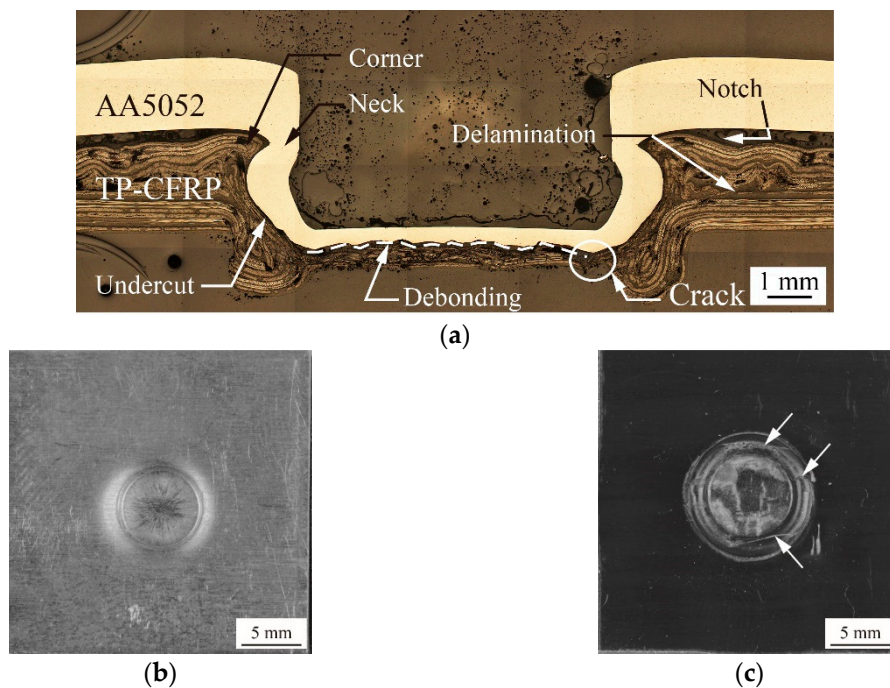 Corner
AA5052
Neck
Notch
Delamination
TP-CFRP
Undercut
Debonding
Crack
1 mm
(a)
5 mm
5 mm
(b)
(c)